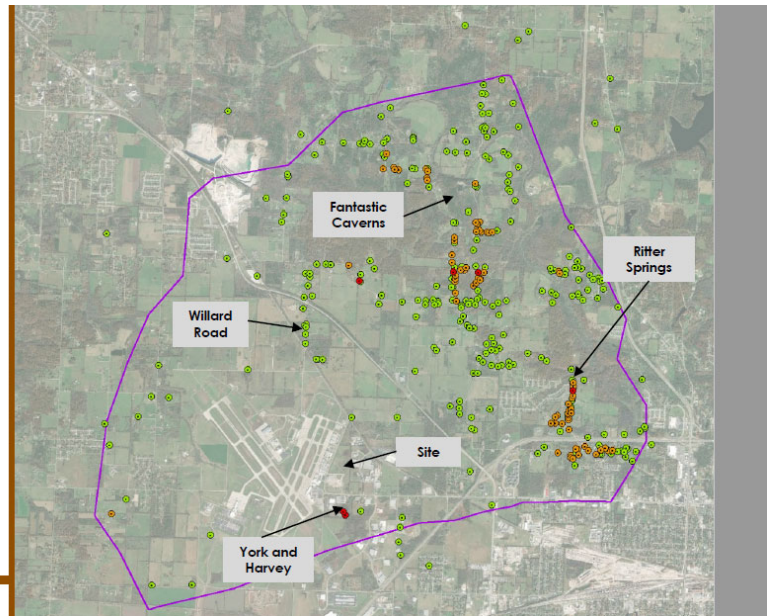 Fantastic
Caverns
Ritter
Springs
Willard
Road
Site
York and
Harvey